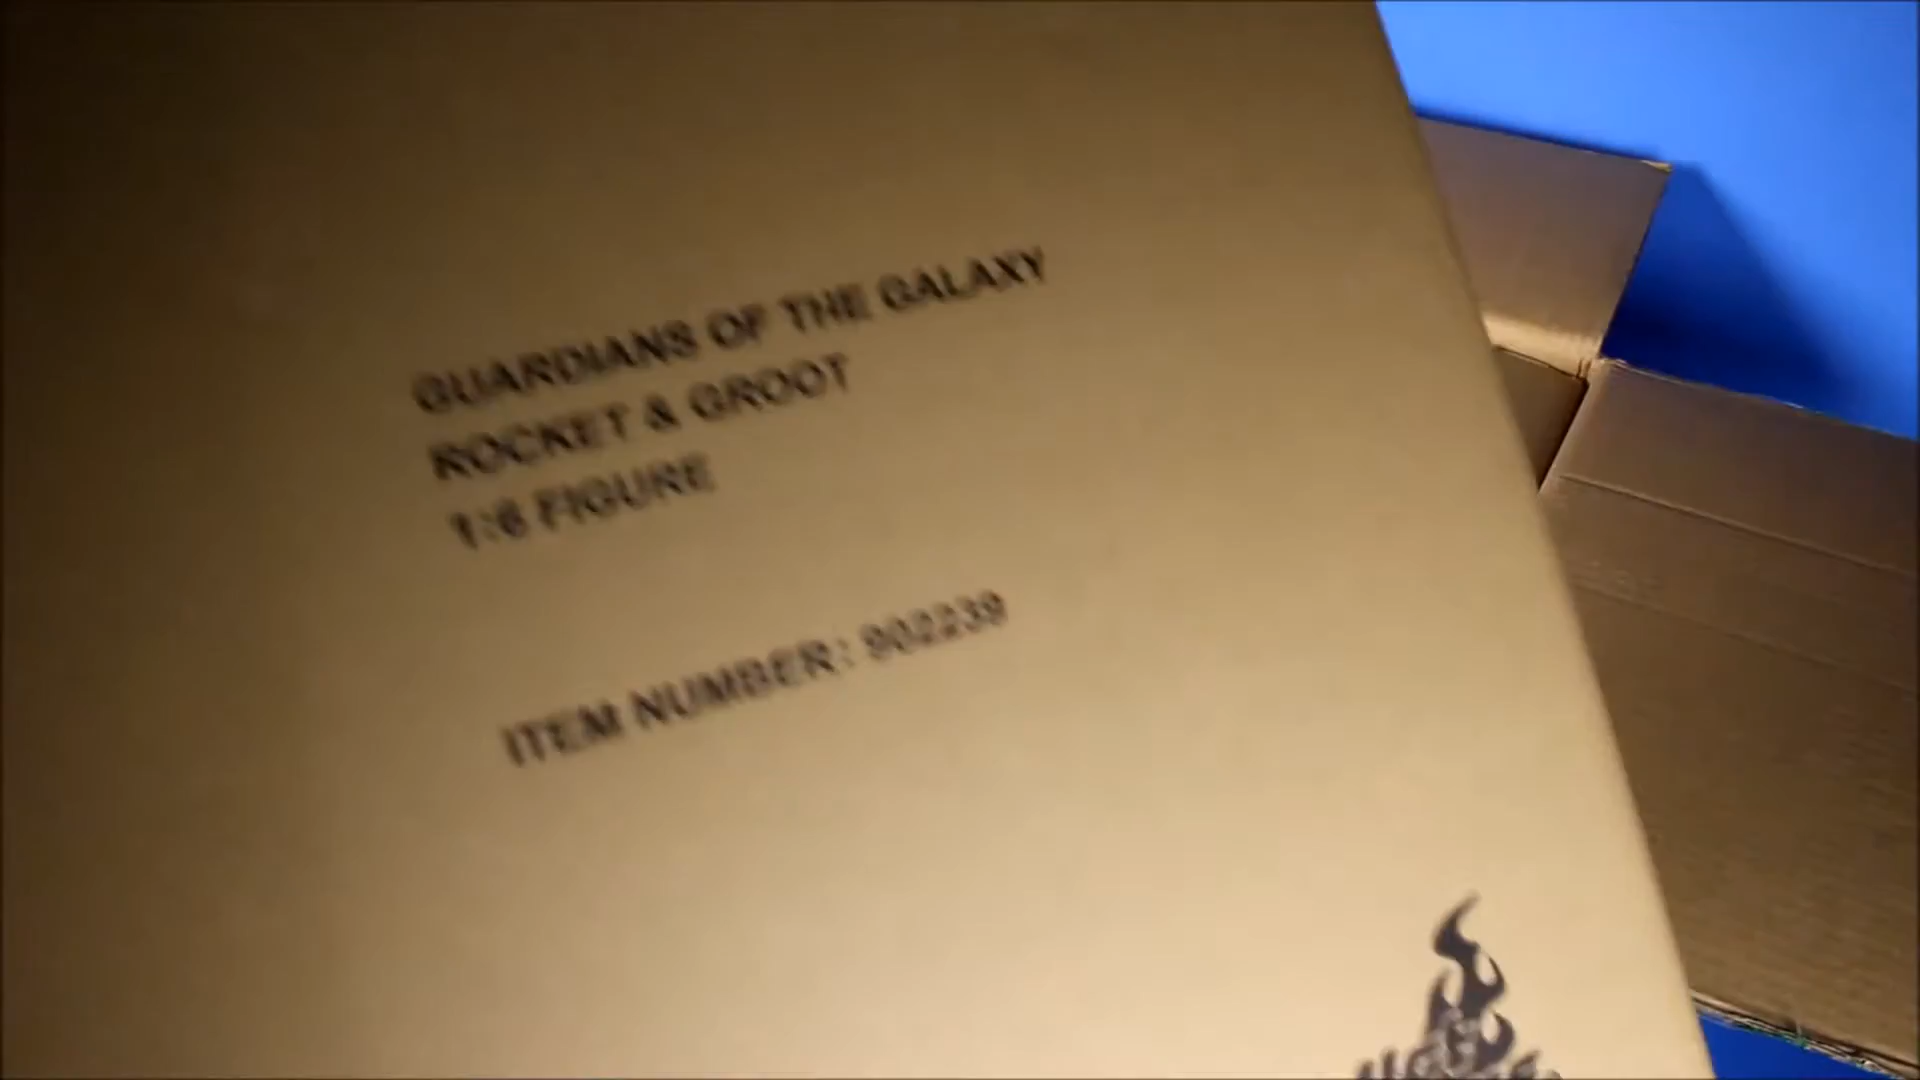 GUARDIANS OF THE GALAXY
ROCKET & GROOT
1:6 FIGURE
ITEM NUMBER: 902239